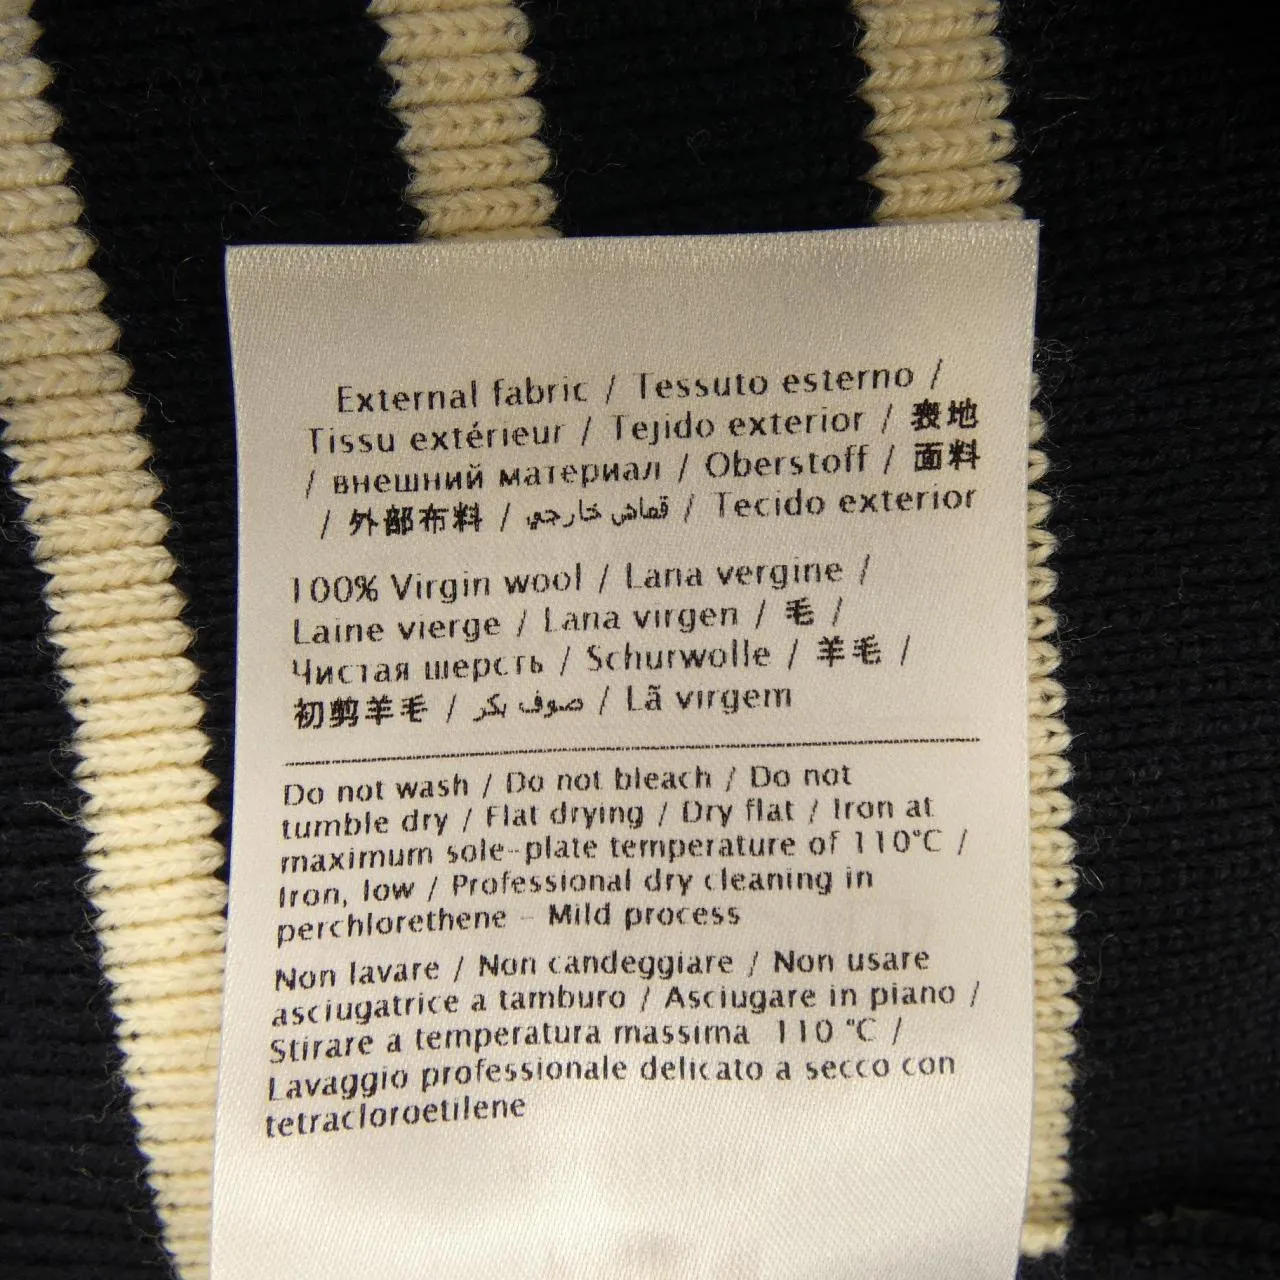 External fabric / Tessuto esterno /
Tissu extérieur / Tejido exterior / 表地
/ внешний материал / Oberstoff / 面料
/ 外部布料 / قماش خارجي / Tecido exterior
100% Virgin wool / Lana vergine /
Laine vierge / Lana virgen / 毛 /
Чистая шерсть / Schurwolle / 羊毛 /
初剪羊毛 / صوف بكر / Lã virgem
Do not wash / Do not bleach / Do not
tumble dry / Flat drying / Dry flat / Iron at
maximum sole-plate temperature of 110°C /
Iron, low / Professional dry cleaning in
perchlorethene - Mild process
Non lavare / Non candeggiare / Non usare
asciugatrice a tamburo / Asciugare in piano /
Stirare a temperatura massima 110 °C /
Lavaggio professionale delicato a secco con
tetracloroetilene